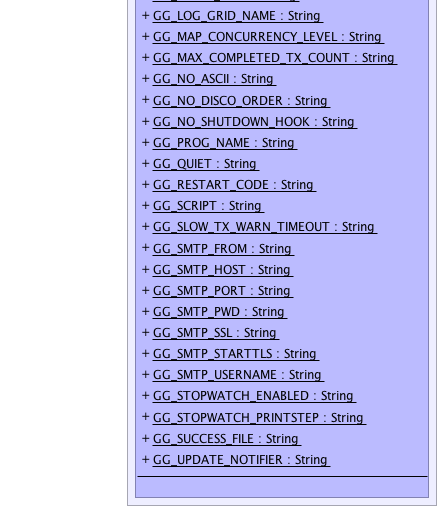 + GG_LOG_GRID_NAME : String
+ GG_MAP_CONCURRENCY_LEVEL : String
+ GG_MAX_COMPLETED_TX_COUNT : String
+ GG_NO_ASCII : String
+ GG_NO_DISCO_ORDER : String
+ GG_NO_SHUTDOWN_HOOK : String
+ GG_PROG_NAME : String
+ GG_QUIET : String
+ GG_RESTART_CODE : String
+ GG_SCRIPT : String
+ GG_SLOW_TX_WARN_TIMEOUT : String
+ GG_SMTP_FROM : String
+ GG_SMTP_HOST : String
+ GG_SMTP_PORT : String
+ GG_SMTP_PWD : String
+ GG_SMTP_SSL : String
+ GG_SMTP_STARTTLS : String
+ GG_SMTP_USERNAME : String
+ GG_STOPWATCH_ENABLED : String
+ GG_STOPWATCH_PRINTSTEP : String
+ GG_SUCCESS_FILE : String
+ GG_UPDATE_NOTIFIER : String